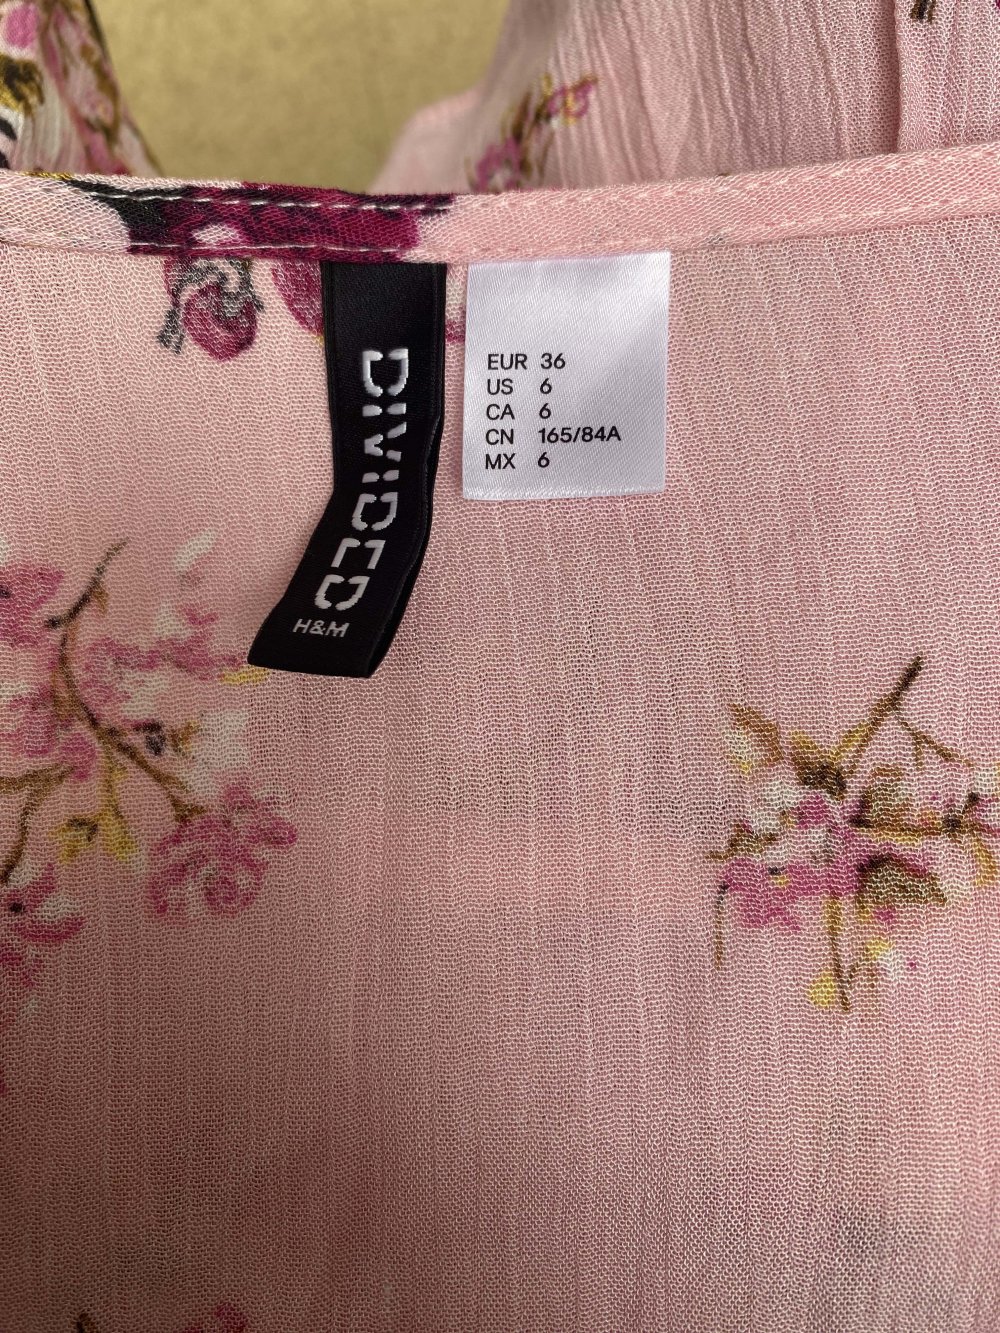 DIVIDED
H&M
EUR 36
US 6
CA 6
CN 165/84A
MX 6